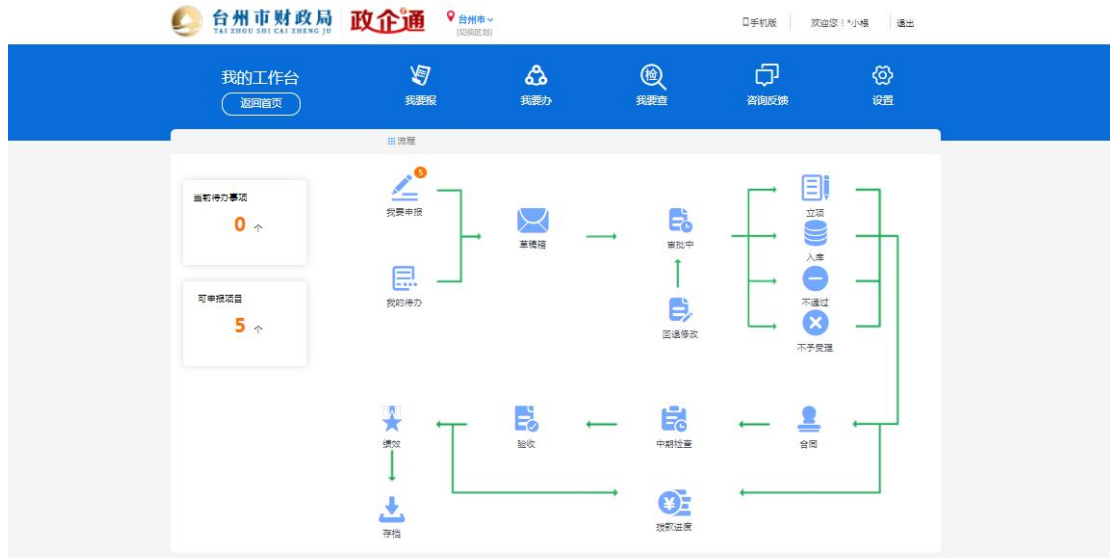 台州市财政局
TAI ZHOU SHI CAI ZHENG JU
政企通
台州市
[切换区划]
手机版
欢迎您！*小根
退出
我的工作台
返回首页
我要报
我要办
检
我要查
咨询反馈
设置
流程
当前待办事项
0 个
可申报项目
5 个
5
我要申报
我的待办
草稿箱
审批中
回退修改
立项
入库
不通过
不予受理
绩效
验收
中期检查
合同
存档
¥
拨款进度